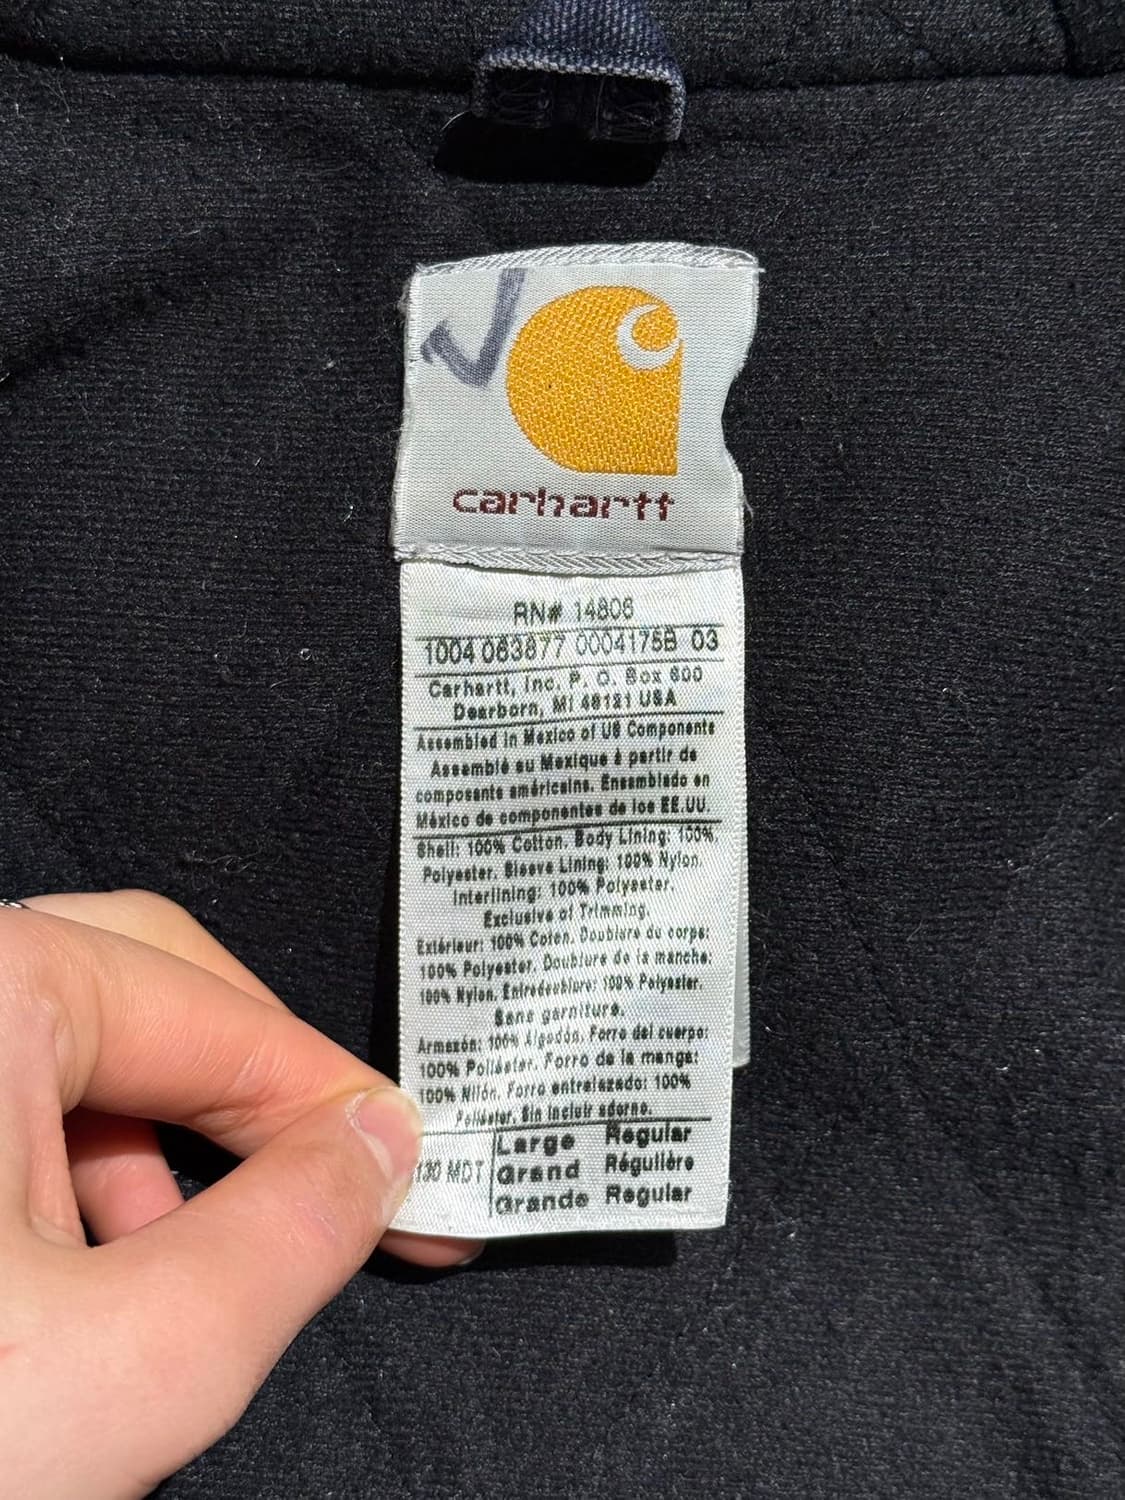 carhartt
RN# 14806
1004 083877 0004175B 03
Carhartt, Inc. P. O. Box 600
Dearborn, MI 48121 USA
Assembled in Mexico of US Components
Assemblé au Mexique à partir de
composants américains. Ensamblado en
México de componentes de los EE.UU.
Shell: 100% Cotton. Body Lining: 100%
Polyester. Sleeve Lining: 100% Nylon.
Interlining: 100% Polyester.
Exclusive of Trimming.
Extérieur: 100% Coton. Doublure du corps:
100% Polyester. Doublure de la manche:
100% Nylon. Entredoublure: 100% Polyester.
Sans garniture.
Armazón: 100% Algodón. Forro del cuerpo:
100% Poliéster. Forro de la manga:
100% Nilón. Forro entrelazado: 100%
Poliéster. Sin incluir adorno.
130 MDT
Large Regular
Grand Régulière
Grande Regular